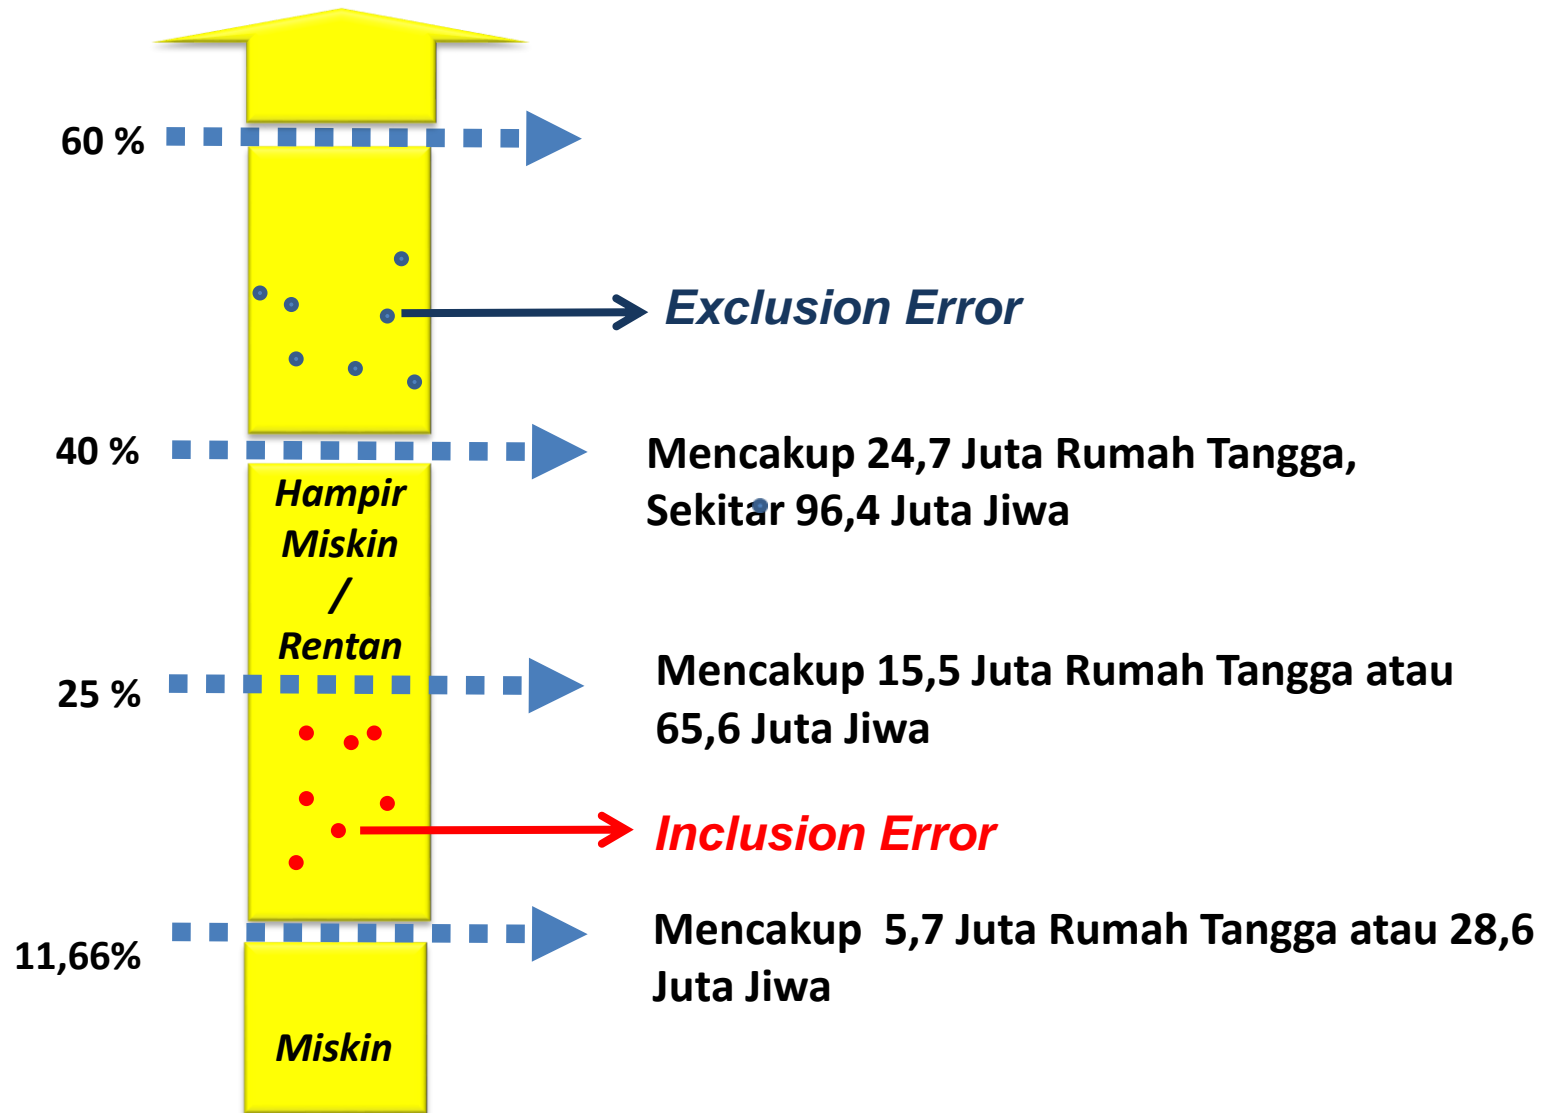 60 %
Exclusion Error
40 %
Mencakup 24,7 Juta Rumah Tangga,
Sekitar 96,4 Juta Jiwa
Hampir
Miskin
/
Rentan
25 %
Mencakup 15,5 Juta Rumah Tangga atau
65,6 Juta Jiwa
Inclusion Error
11,66%
Mencakup  5,7 Juta Rumah Tangga atau 28,6
Juta Jiwa
Miskin